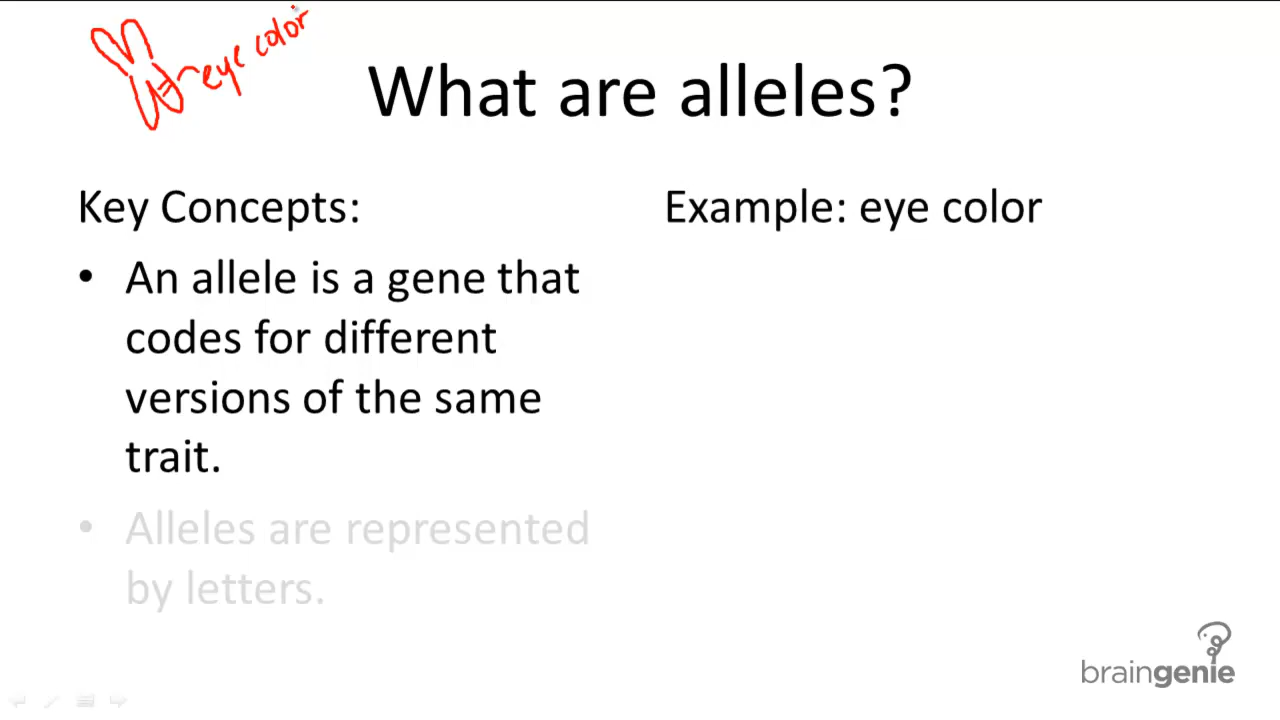 eye color
What are alleles?
Key Concepts:
• An allele is a gene that
codes for different
versions of the same
trait.
• Alleles are represented
by letters.
Example: eye color
braingenie